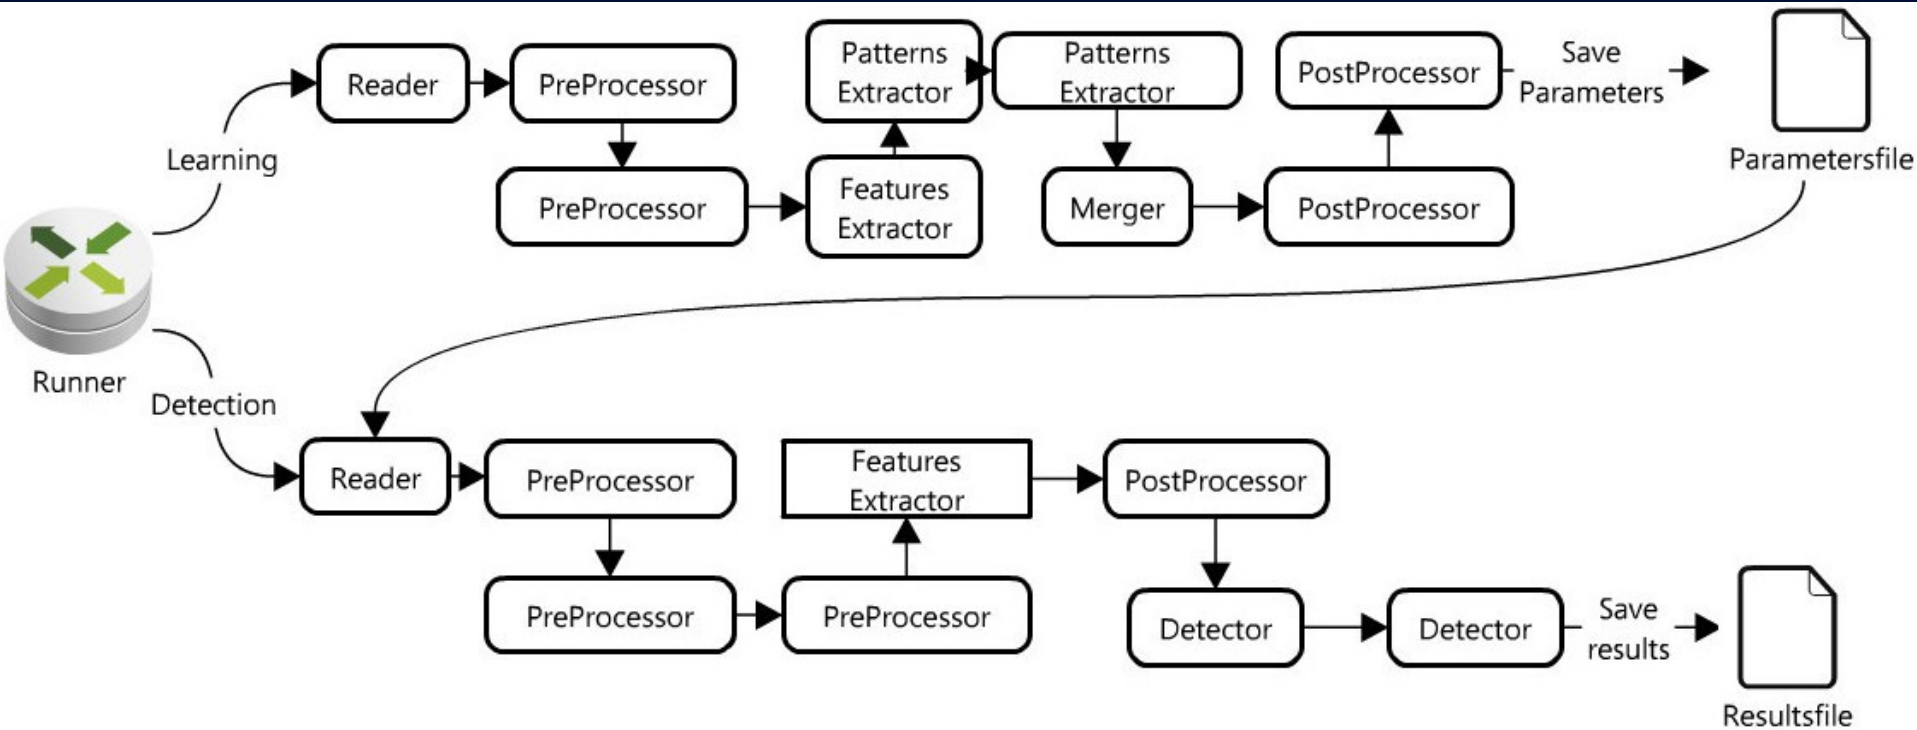 Learning
Reader
PreProcessor
PreProcessor
Features
Extractor
Patterns
Extractor
Patterns
Extractor
Merger
PostProcessor
PostProcessor
Save
Parameters
Parametersfile
Runner
Detection
Reader
PreProcessor
PreProcessor
PreProcessor
Features
Extractor
PostProcessor
Detector
Detector
Save
results
Resultsfile